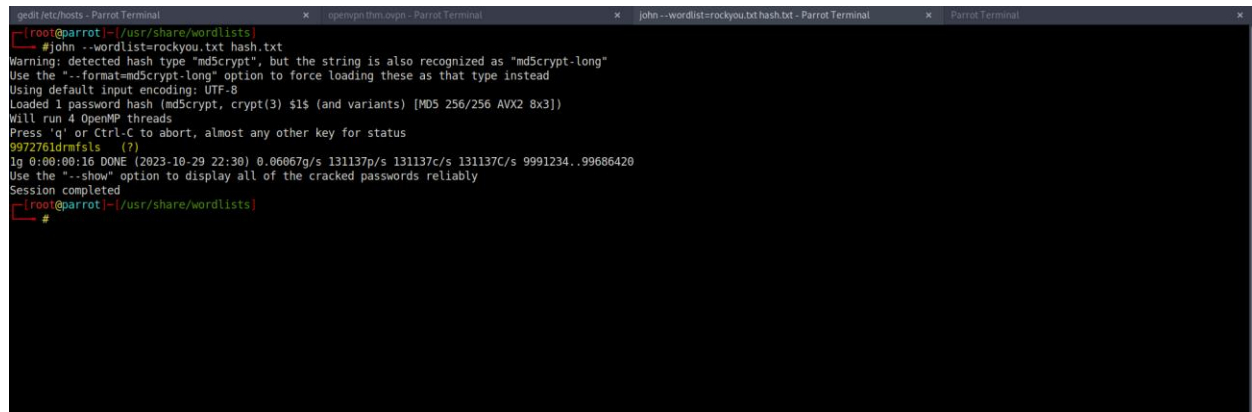 gedit /etc/hosts - Parrot Terminal × openvpn thm.ovpn - Parrot Terminal × john --wordlist=rockyou.txt hash.txt - Parrot Terminal × Parrot Terminal ×
┌─[root@parrot]─[/usr/share/wordlists]
└──╼ #john --wordlist=rockyou.txt hash.txt
Warning: detected hash type "md5crypt", but the string is also recognized as "md5crypt-long"
Use the "--format=md5crypt-long" option to force loading these as that type instead
Using default input encoding: UTF-8
Loaded 1 password hash (md5crypt, crypt(3) $1$ (and variants) [MD5 256/256 AVX2 8x3])
Will run 4 OpenMP threads
Press 'q' or Ctrl-C to abort, almost any other key for status
9972761drmfsls (?)
1g 0:00:00:16 DONE (2023-10-29 22:30) 0.06067g/s 131137p/s 131137c/s 131137C/s 9991234..99686420
Use the "--show" option to display all of the cracked passwords reliably
Session completed
┌─[root@parrot]─[/usr/share/wordlists]
└──╼ #